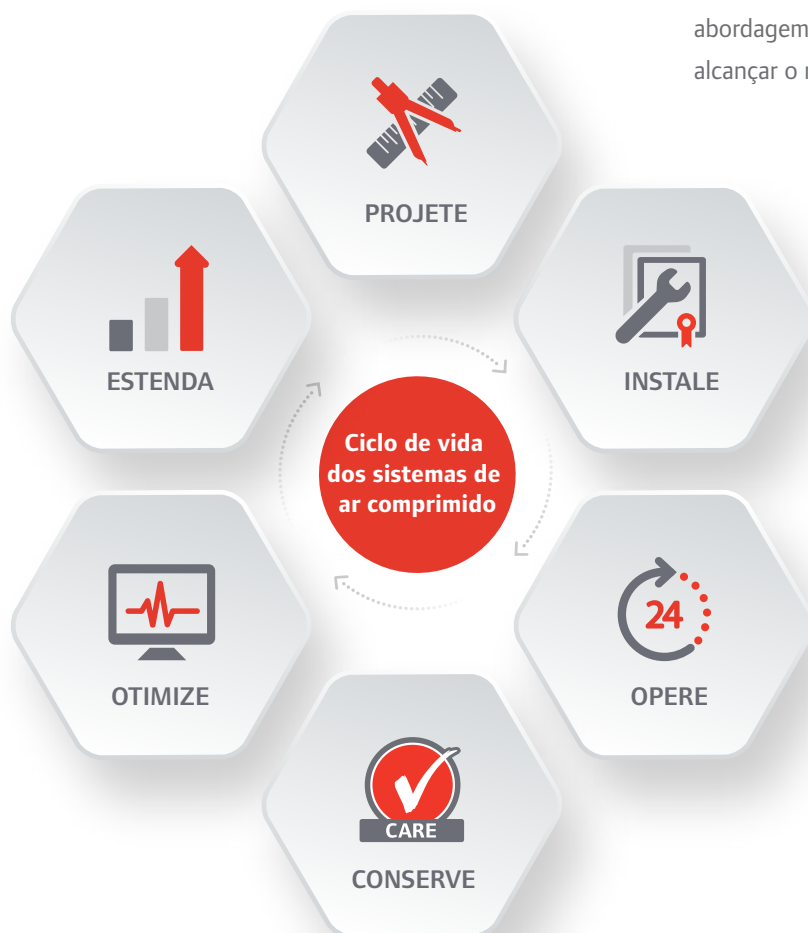 abordagem
alcançar o
PROJETE
INSTALE
OPERE
24
CARE
CONSERVE
OTIMIZE
ESTENDA
Ciclo de vida
dos sistemas de
ar comprimido